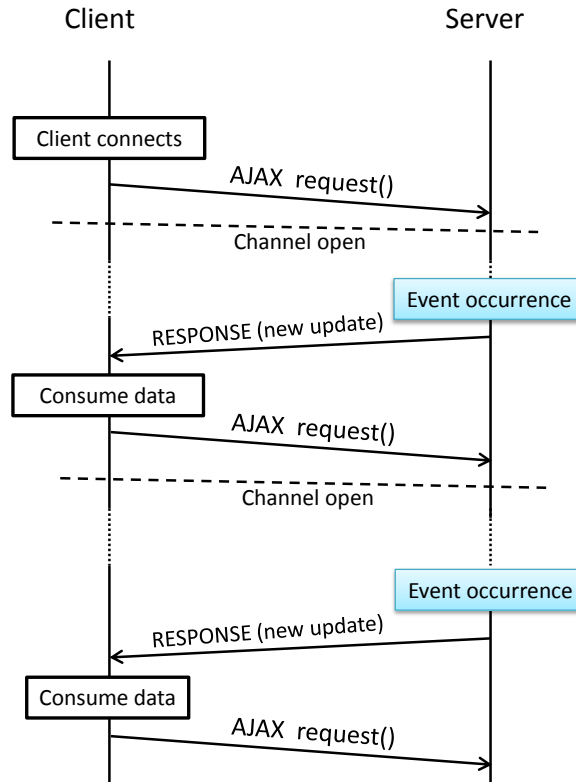 Client
Server
Client connects
AJAX request()
Channel open
Event occurrence
RESPONSE (new update)
Consume data
AJAX request()
Channel open
Event occurrence
RESPONSE (new update)
Consume data
AJAX request()